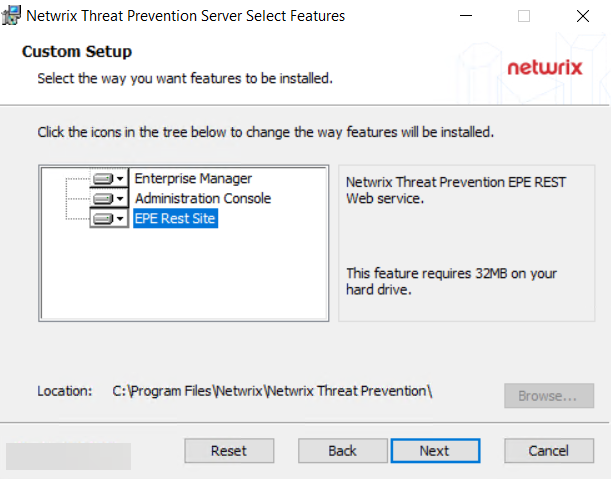 Netwrix Threat Prevention Server Select Features
Custom Setup
Select the way you want features to be installed.
netwrix
Click the icons in the tree below to change the way features will be installed.
Enterprise Manager
Administration Console
EPE Rest Site
Netwrix Threat Prevention EPE REST
Web service.
This feature requires 32MB on your
hard drive.
Location: C:\Program Files\Netwrix\Netwrix Threat Prevention\
Browse...
Reset
Back
Next
Cancel